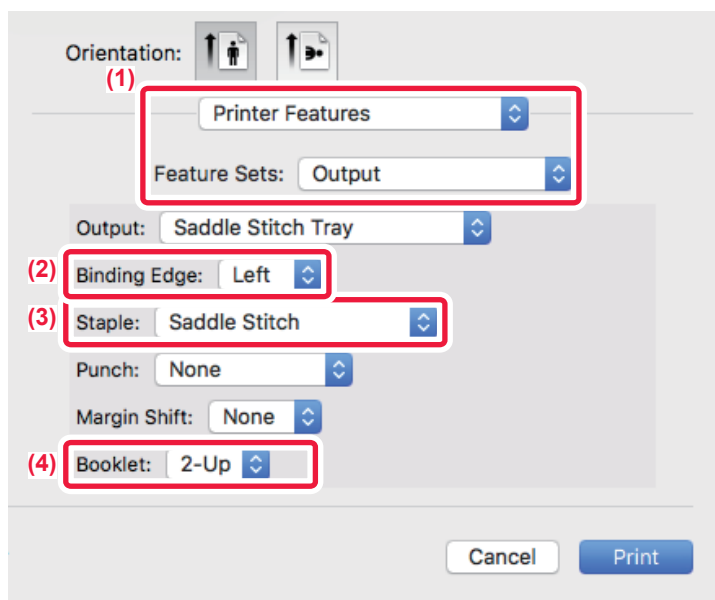 Orientation:
(1)
Printer Features
Feature Sets: Output
Output: Saddle Stitch Tray
(2) Binding Edge: Left
(3) Staple: Saddle Stitch
Punch: None
Margin Shift: None
(4) Booklet: 2-Up
Cancel Print